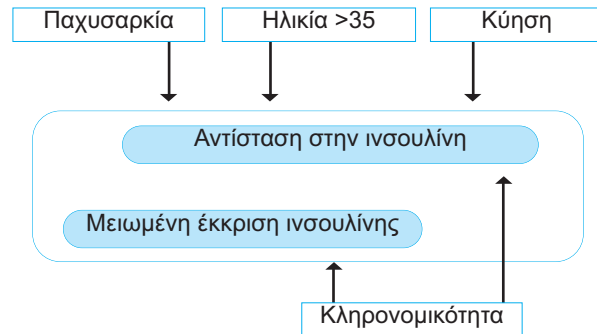 Παχυσαρκία
Ηλικία >35
Κύηση
Αντίσταση στην ινσουλίνη
Μειωμένη έκκριση ινσουλίνης
Κληρονομικότητα